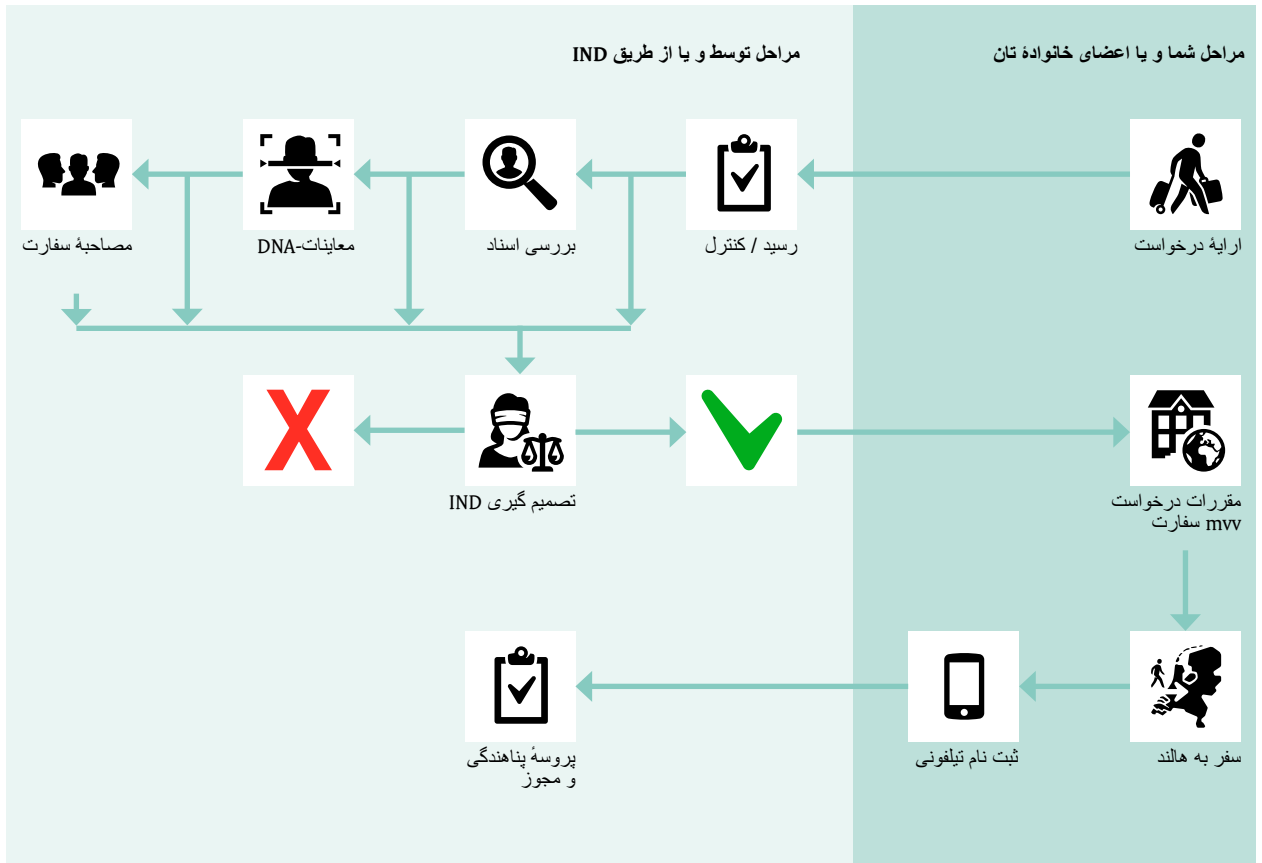 مراحل شما و یا اعضای خانوادهٔ تان
مراحل توسط و یا از طریق IND
ارایهٔ درخواست
رسید / کنترل
بررسی اسناد
معاینات-DNA
مصاحبهٔ سفارت
مقررات درخواست
mvv سفارت
تصمیم گیری IND
سفر به هالند
ثبت نام تیلفونی
پروسهٔ پناهندگی
و مجوز